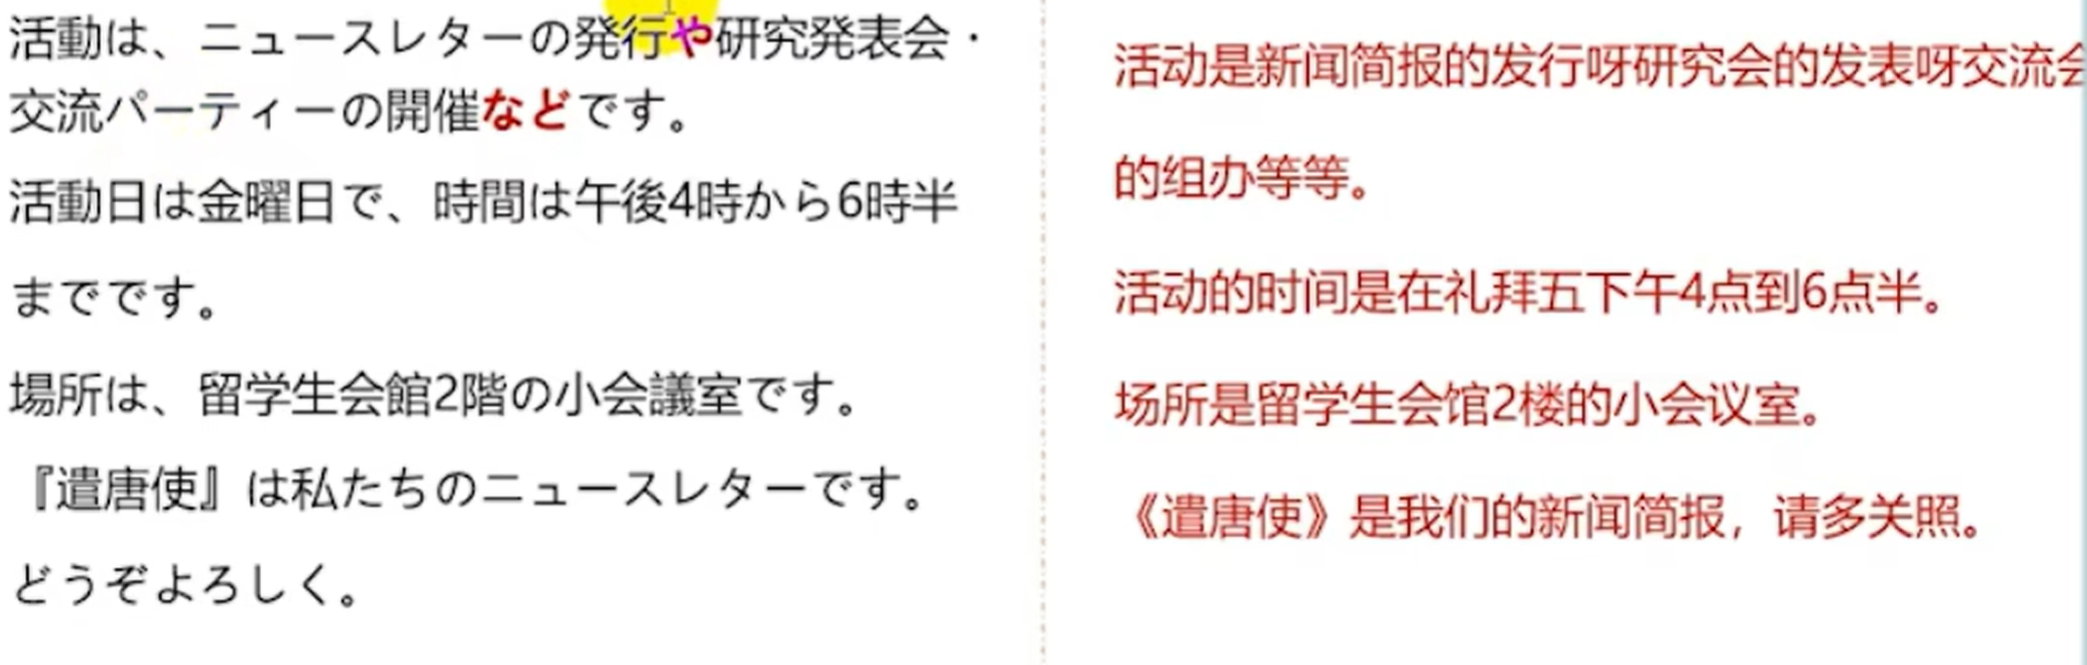 活動は、ニュースレターの発行や研究発表会・
交流パーティーの開催などです。
活動日は金曜日で、時間は午後4時から6時半
までです。
場所は、留学生会館2階の小会議室です。
『遣唐使』は私たちのニュースレターです。
どうぞよろしく。
活动是新闻简报的发行呀研究会的发表呀交流会
的组办等等。
活动的时间是在礼拜五下午4点到6点半。
场所是留学生会馆2楼的小会议室。
《遣唐使》是我们的新闻简报，请多关照。